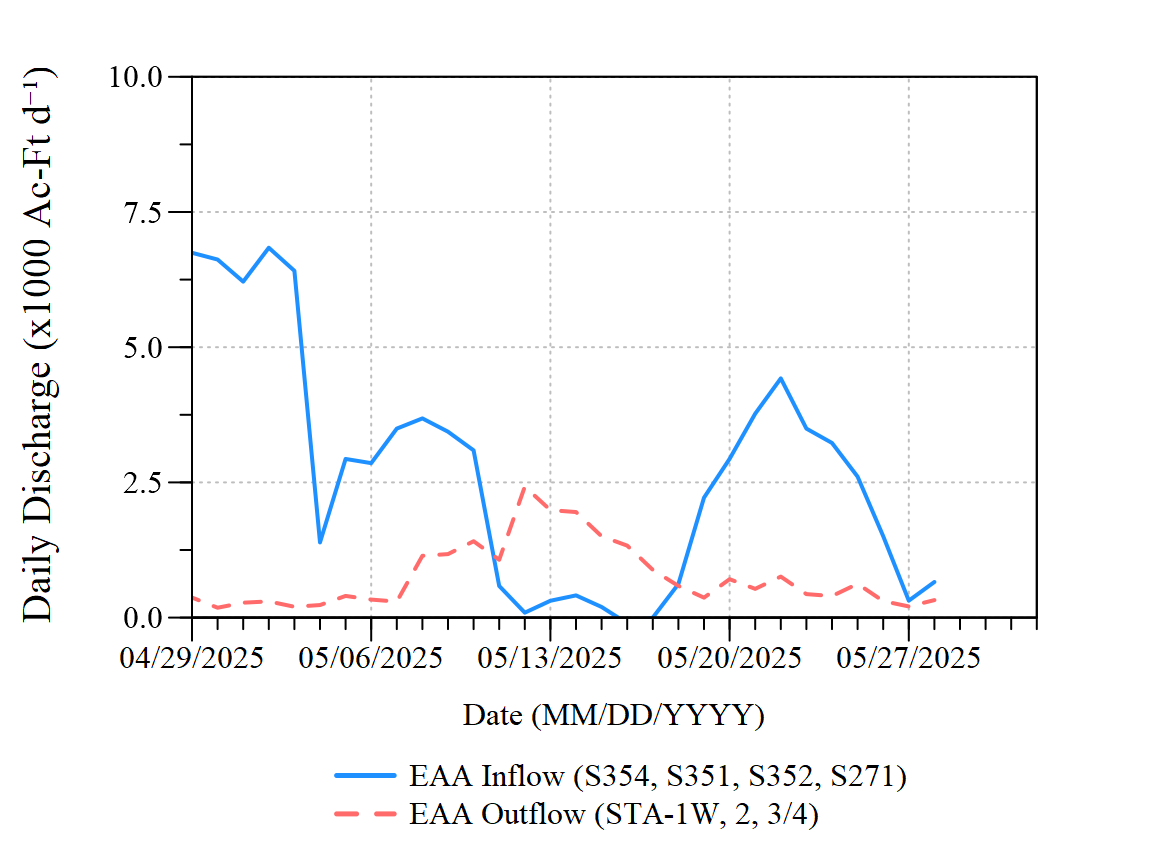 Daily Discharge (x1000 Ac-Ft d⁻¹)
10.0
7.5
5.0
2.5
0.0
04/29/2025 05/06/2025 05/13/2025 05/20/2025 05/27/2025
Date (MM/DD/YYYY)
EAA Inflow (S354, S351, S352, S271)
EAA Outflow (STA-1W, 2, 3/4)